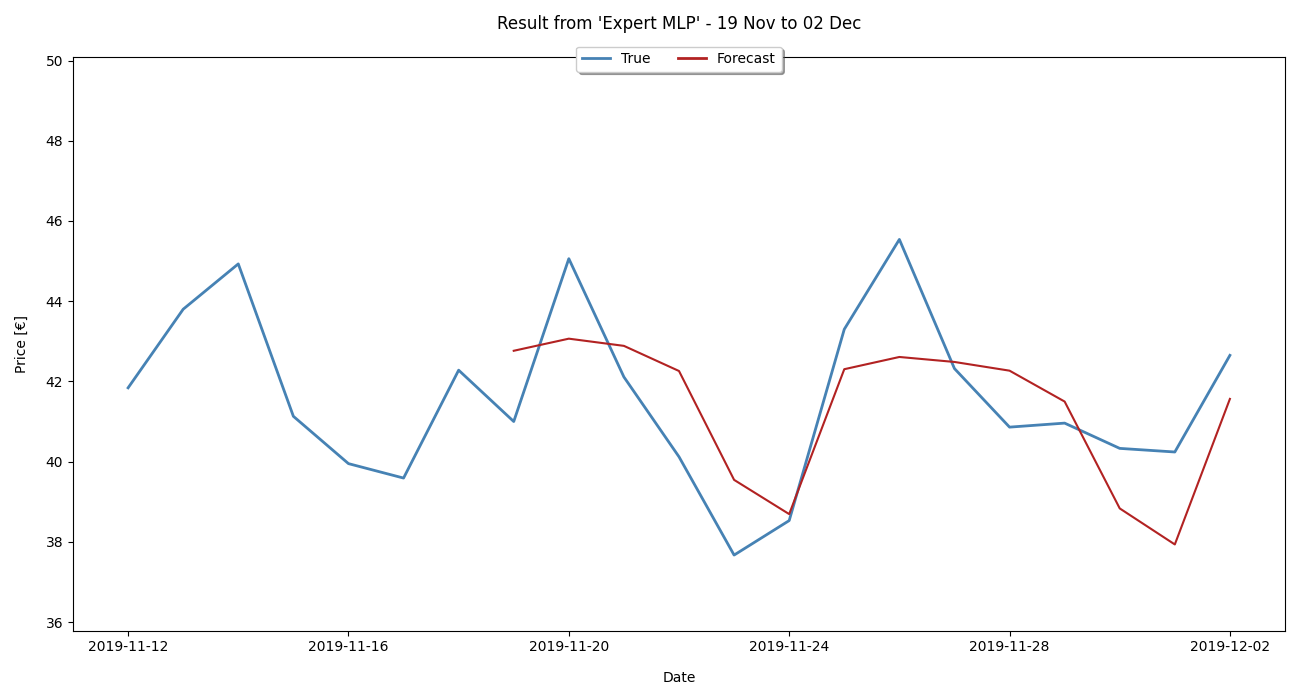 Result from 'Expert MLP' - 19 Nov to 02 Dec
True Forecast
50
48
46
44
42
40
38
36
Price [€]
2019-11-12 2019-11-16 2019-11-20 2019-11-24 2019-11-28 2019-12-02
Date